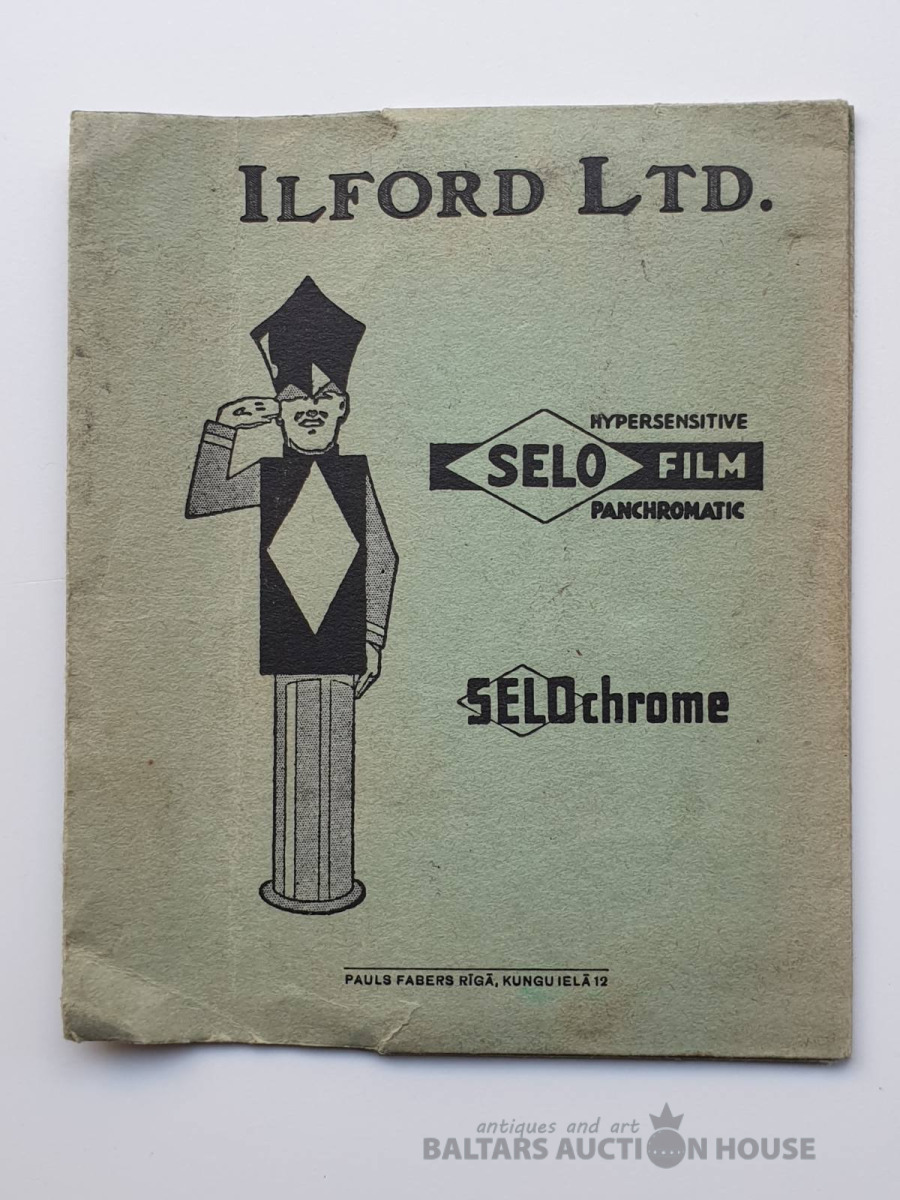 ILFORD LTD.
HYPERSENSITIVE
SELO FILM
PANCHROMATIC
SELOchrome
PAULS FABERS RĪGĀ, KUNGU IELĀ 12
antiques and art
BALTARS AUCTION HOUSE